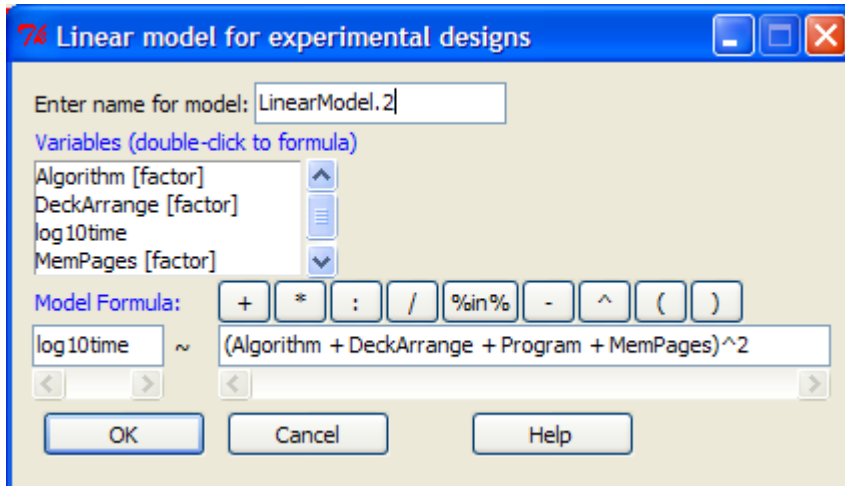 Linear model for experimental designs
Enter name for model: LinearModel.2
Variables (double-click to formula)
Algorithm [factor]
DeckArrange [factor]
log10time
MemPages [factor]
Model Formula: + * : / %in% - ^ ( )
log10time ~ (Algorithm + DeckArrange + Program + MemPages)^2
OK Cancel Help